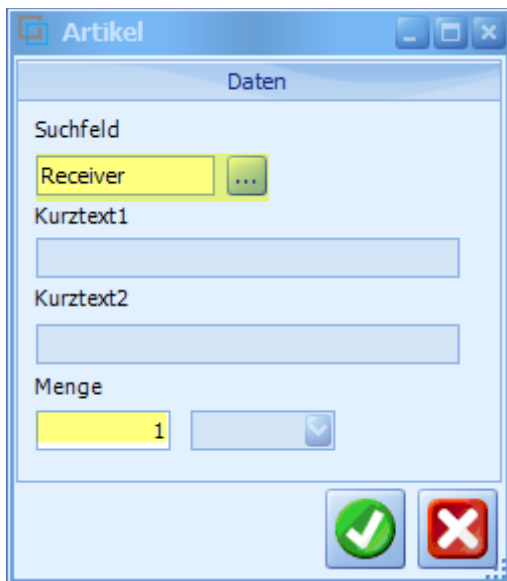 Artikel
Daten
Suchfeld
Receiver ...
Kurztext1
Kurztext2
Menge
1